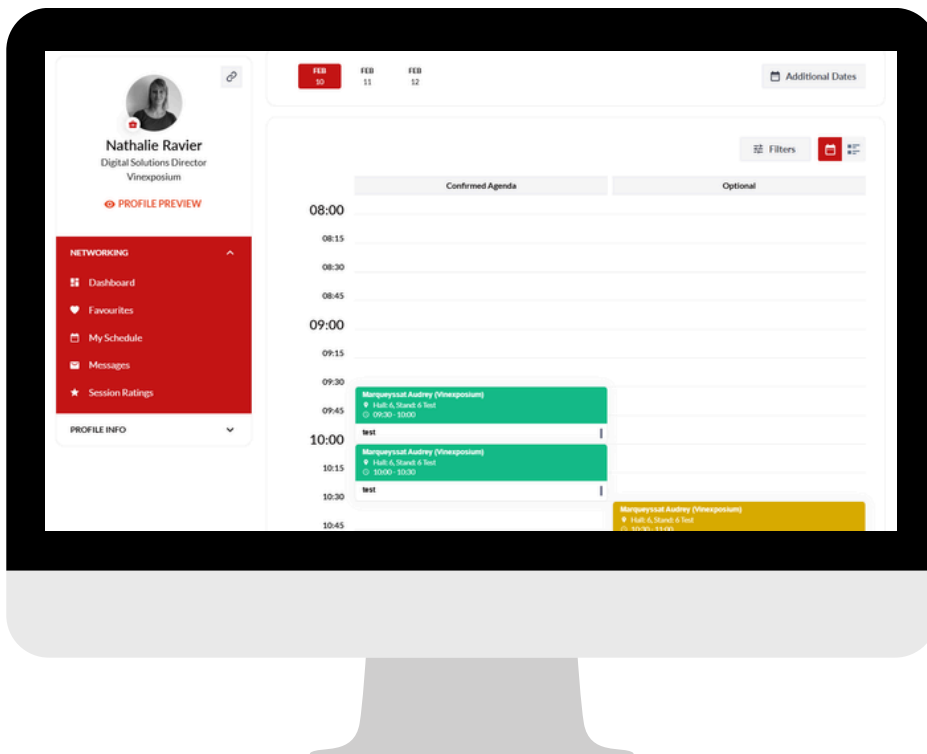 Nathalie Ravier
Digital Solutions Director
Vinexposium
PROFILE PREVIEW
NETWORKING
Dashboard
Favourites
My Schedule
Messages
Session Ratings
PROFILE INFO
FEB FEB FEB
10 11 12
Additional Dates
Filters
Confirmed Agenda Optional
08:00
08:15
08:30
08:45
09:00
09:15
09:30
Marqueyssat Audrey (Vinexposium)
Hall: 6, Stand: 6 Test
09:45
09:30 - 10:00
test
10:00
Marqueyssat Audrey (Vinexposium)
Hall: 6, Stand: 6 Test
10:15
10:00 - 10:30
test
10:30
Marqueyssat Audrey (Vinexposium)
Hall: 6, Stand: 6 Test
10:45
10:30 - 11:00